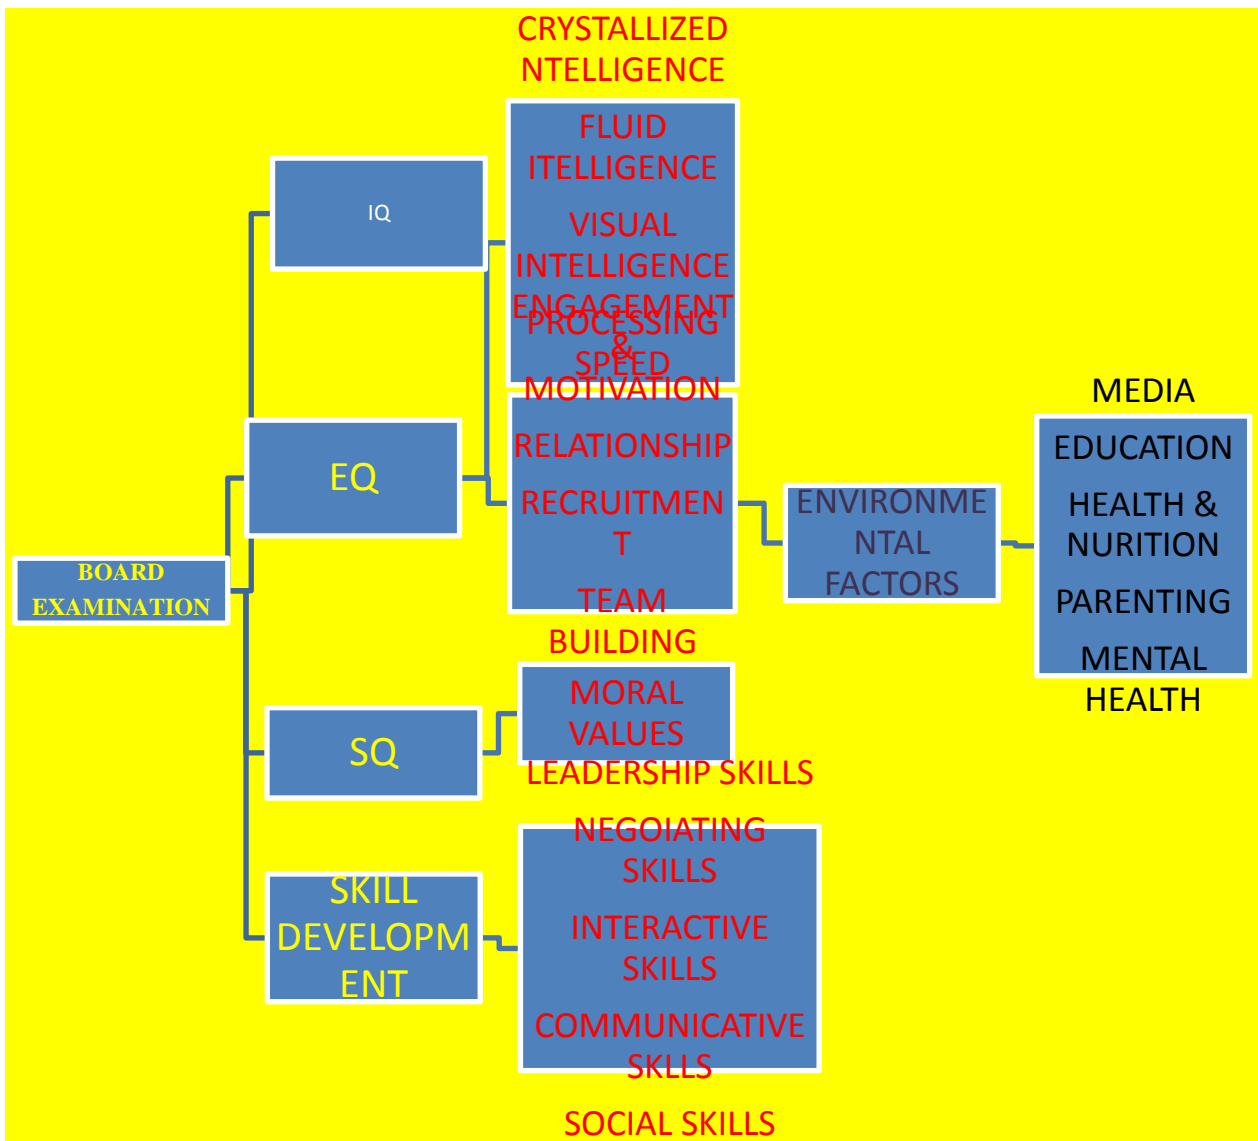 BOARD
EXAMINATION
IQ
CRYSTALLIZED
NTELLIGENCE
FLUID
ITELLIGENCE
VISUAL
INTELLIGENCE
PROCESSING
SPEED
EQ
ENGAGEMENT
&
MOTIVATION
RELATIONSHIP
RECRUITMEN
T
TEAM
BUILDING
ENVIRONME
NTAL
FACTORS
MEDIA
EDUCATION
HEALTH &
NURITION
PARENTING
MENTAL
HEALTH
SQ
MORAL
VALUES
SKILL
DEVELOPM
ENT
LEADERSHIP SKILLS
NEGOIATING
SKILLS
INTERACTIVE
SKILLS
COMMUNICATIVE
SKLLS
SOCIAL SKILLS